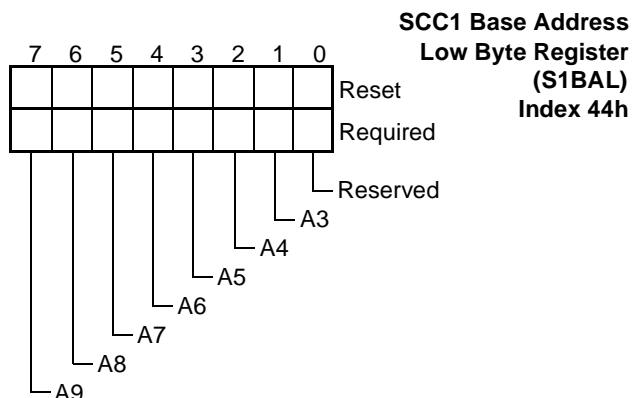 SCC1 Base Address
Low Byte Register
(S1BAL)
Index 44h
7 6 5 4 3 2 1 0
Reset
Required
Reserved
A3
A4
A5
A6
A7
A8
A9